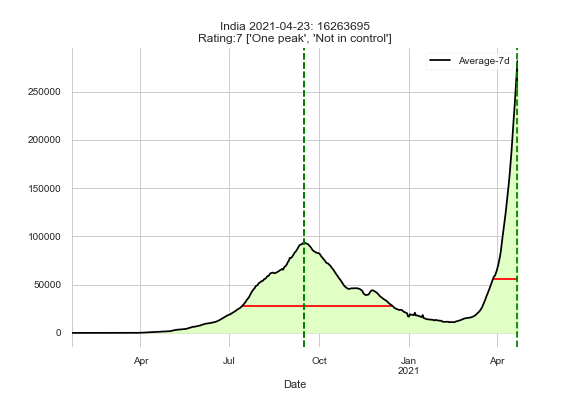 India 2021-04-23: 16263695
Rating:7 ['One peak', 'Not in control']
Average-7d
250000
200000
150000
100000
50000
0
Apr
Jul
Oct
Jan
2021
Apr
Date